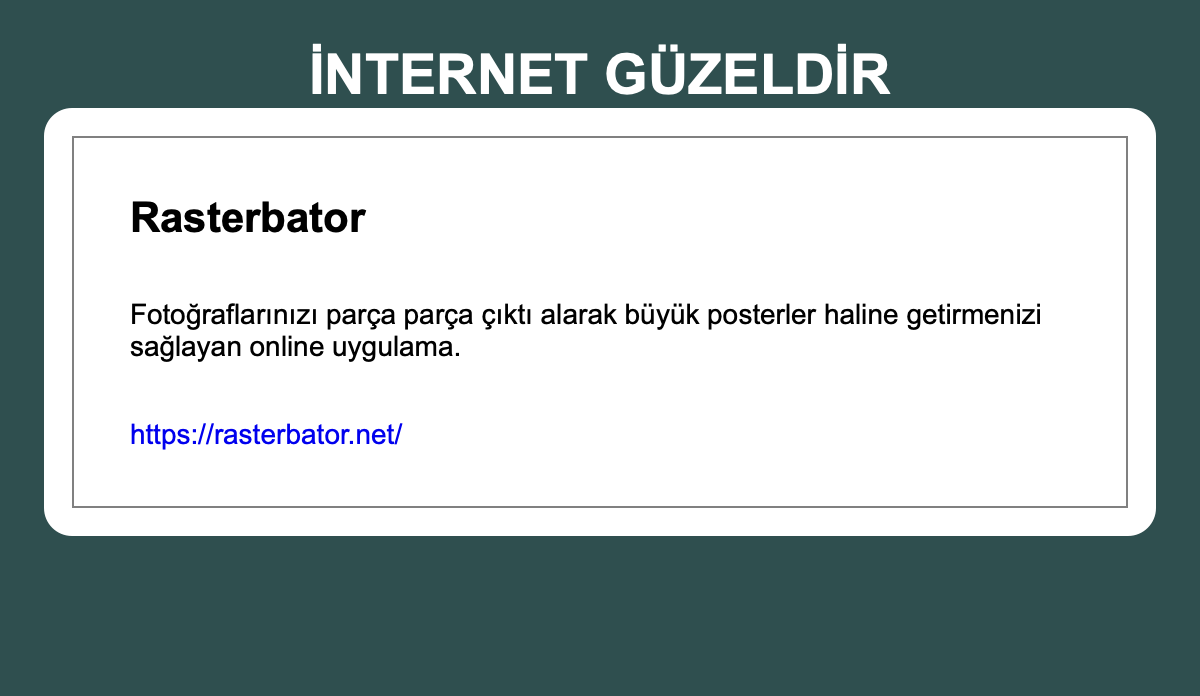 İNTERNET GÜZELDİR
Rasterbator
Fotoğraflarınızı parça parça çıktı alarak büyük posterler haline getirmenizi
sağlayan online uygulama.
https://rasterbator.net/